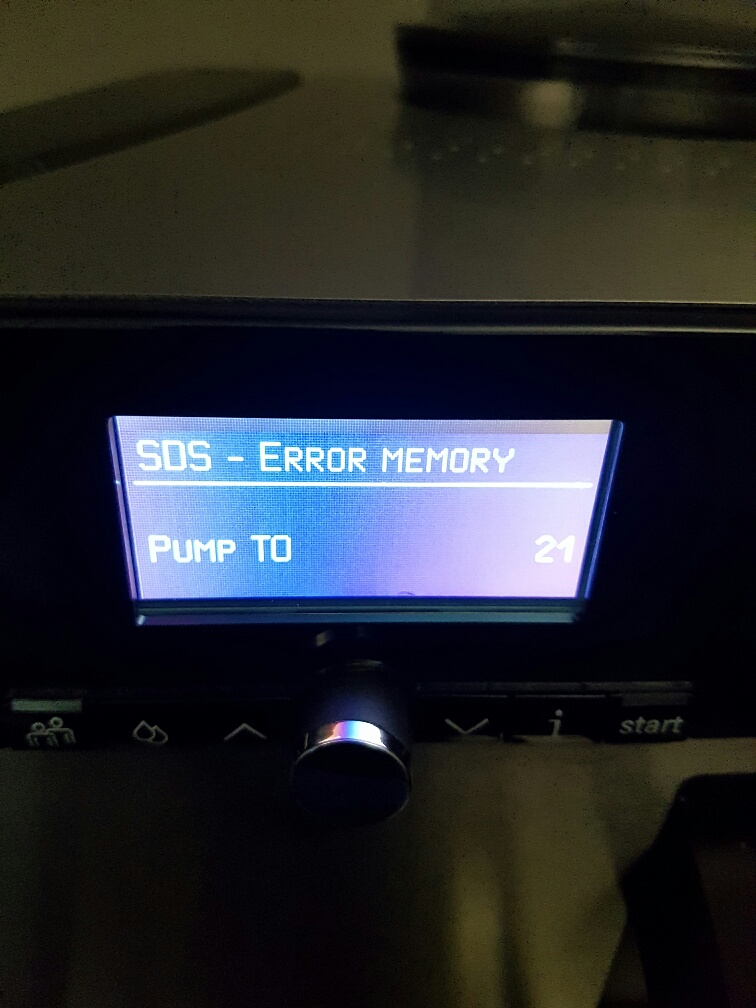 SDS - Error memory
Pump TO 21
i
start